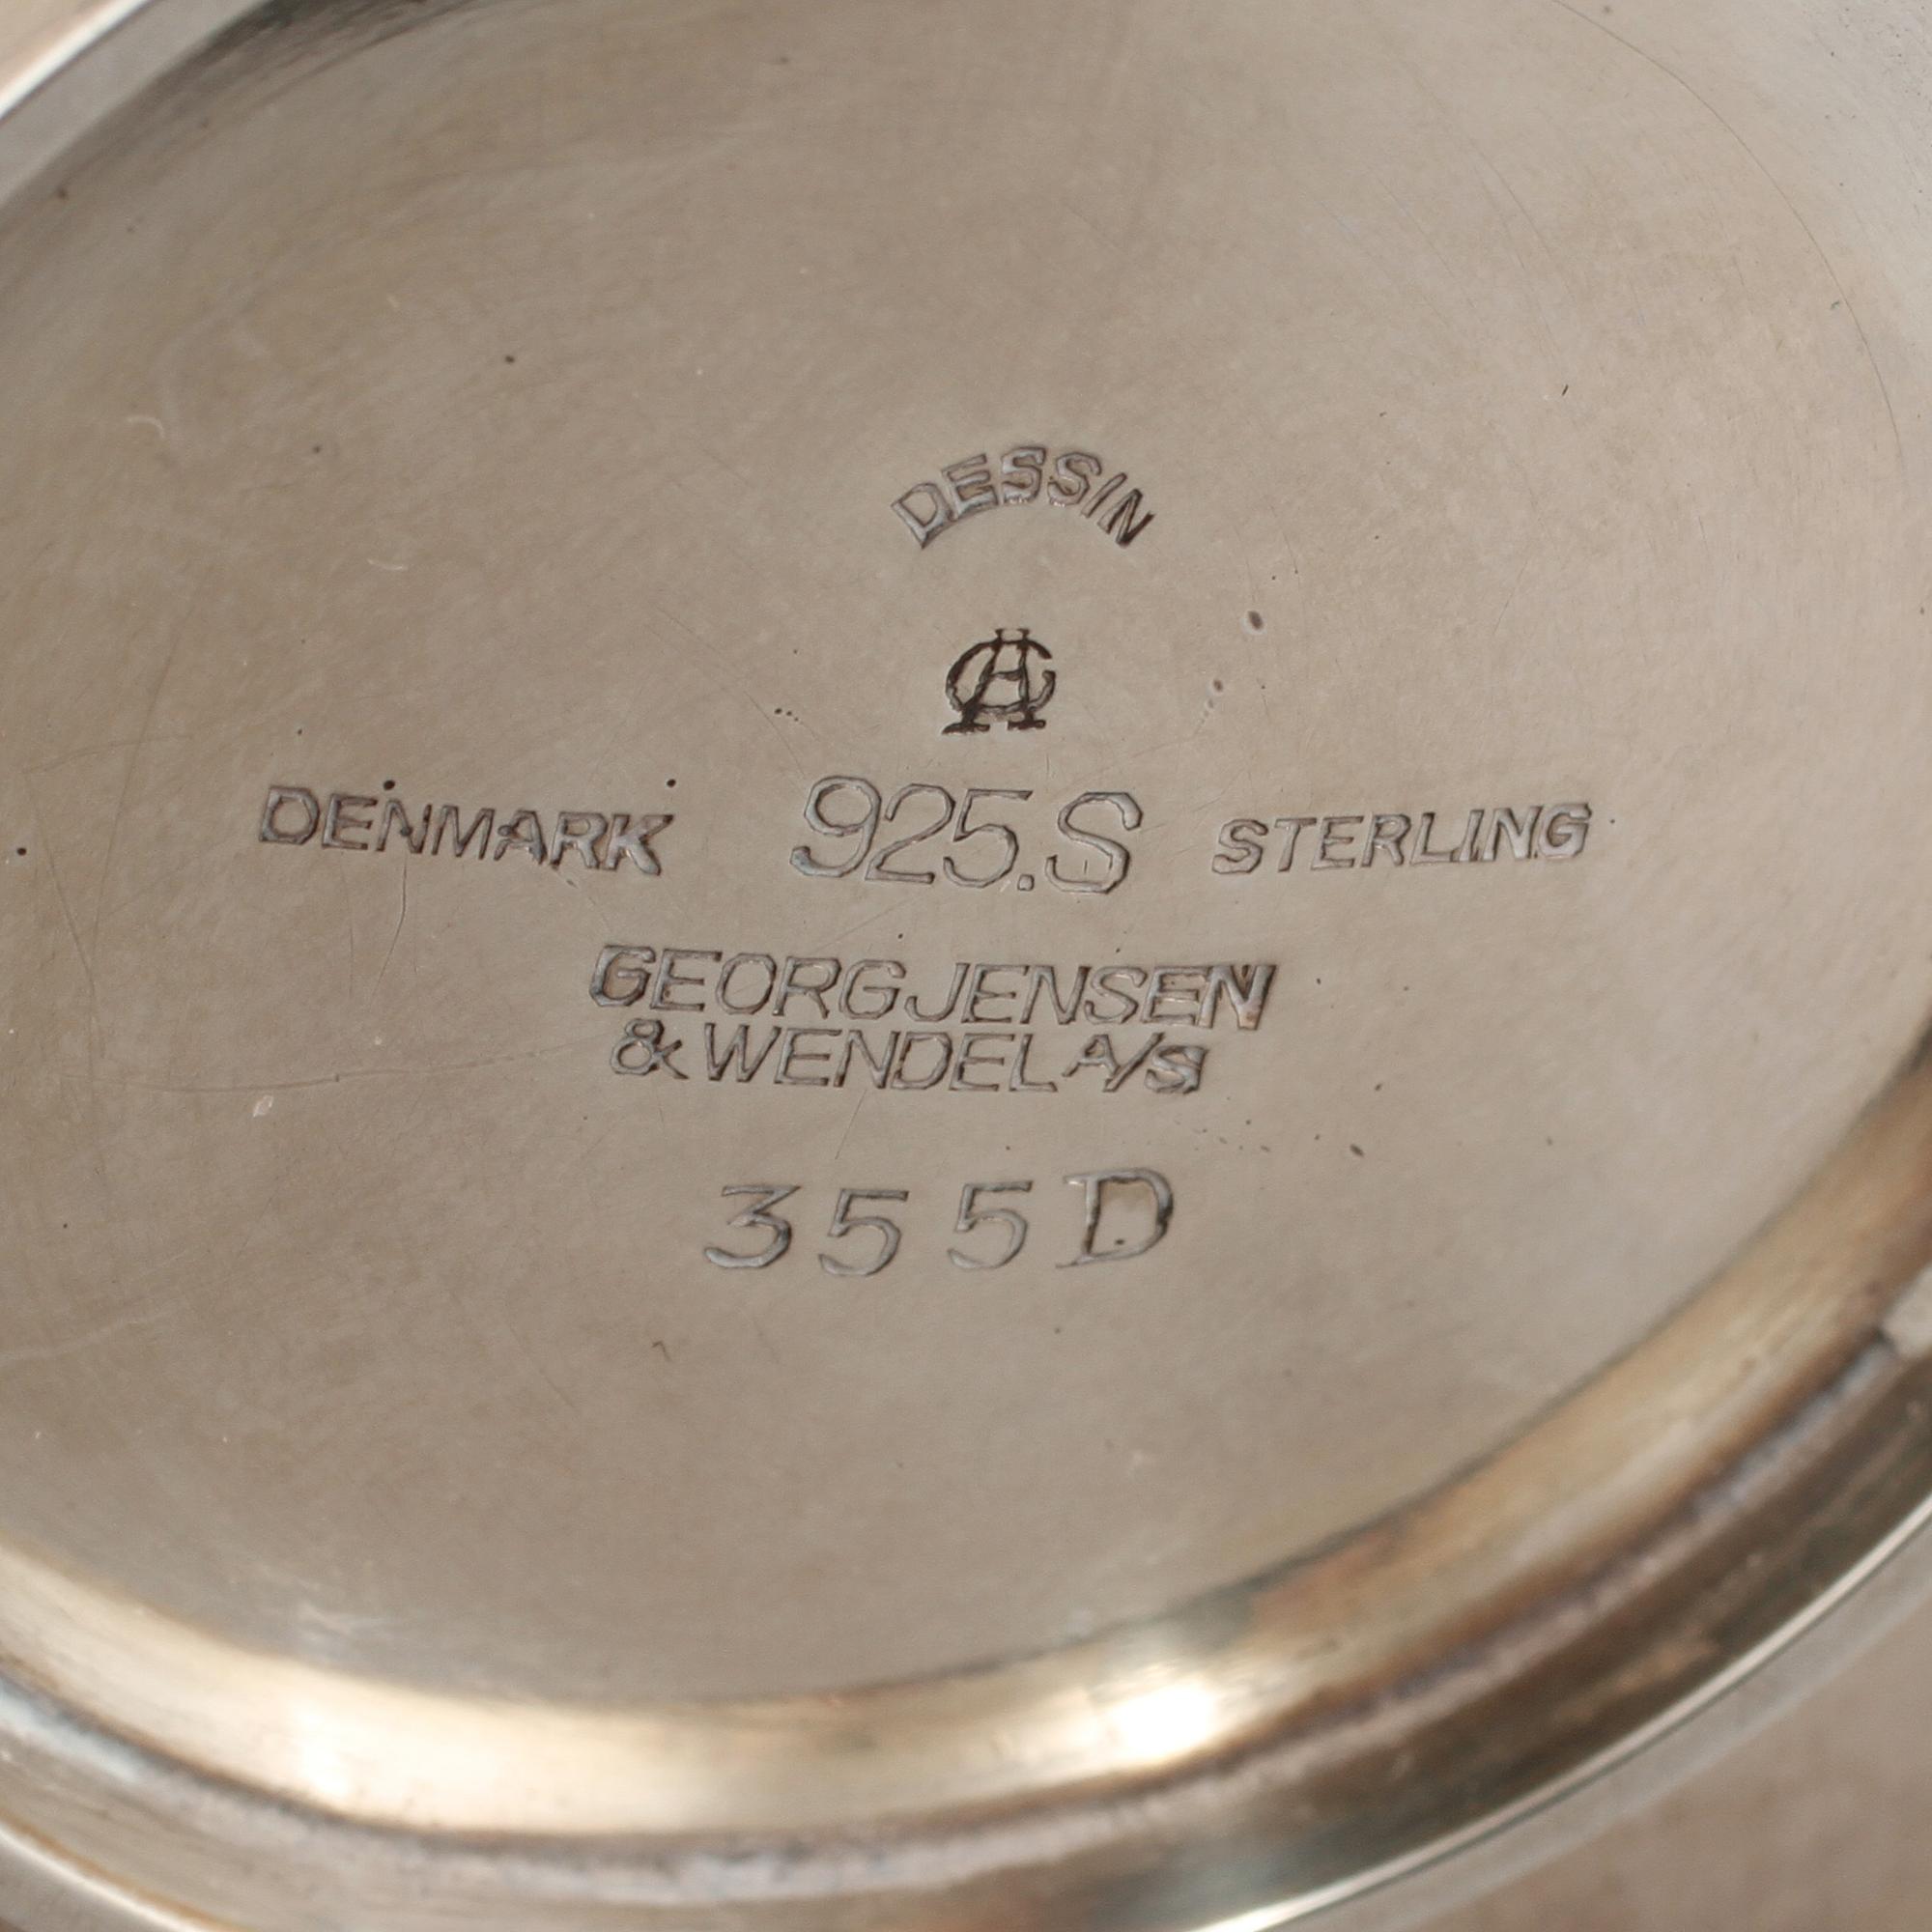 DESSIN
DENMARK 925.S STERLING
GEORG JENSEN
& WENDEL A/S
355D